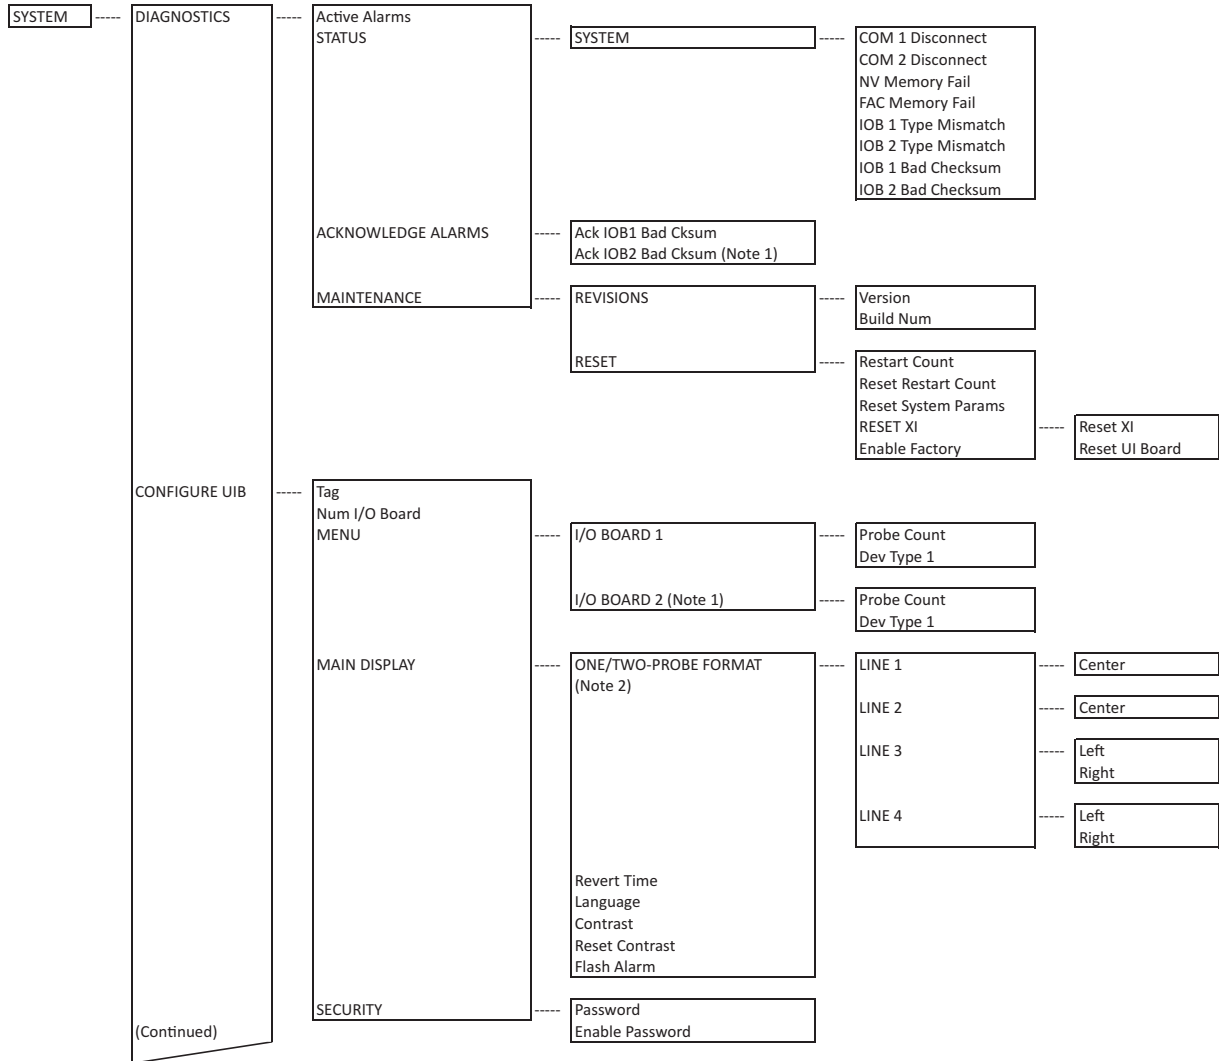 SYSTEM ----- DIAGNOSTICS ----- Active Alarms
STATUS ----- SYSTEM ----- COM 1 Disconnect
COM 2 Disconnect
NV Memory Fail
FAC Memory Fail
IOB 1 Type Mismatch
IOB 2 Type Mismatch
IOB 1 Bad Checksum
IOB 2 Bad Checksum
ACKNOWLEDGE ALARMS ----- Ack IOB1 Bad Cksum
Ack IOB2 Bad Cksum (Note 1)
MAINTENANCE ----- REVISIONS ----- Version
Build Num
RESET ----- Restart Count
Reset Restart Count
Reset System Params
RESET XI ----- Reset XI
Enable Factory Reset UI Board
CONFIGURE UIB ----- Tag
Num I/O Board
MENU ----- I/O BOARD 1 ----- Probe Count
Dev Type 1
I/O BOARD 2 (Note 1) ----- Probe Count
Dev Type 1
MAIN DISPLAY ----- ONE/TWO-PROBE FORMAT ----- LINE 1 ----- Center
(Note 2)
LINE 2 ----- Center
LINE 3 ----- Left
Right
LINE 4 ----- Left
Right
Revert Time
Language
Contrast
Reset Contrast
Flash Alarm
SECURITY ----- Password
(Continued) Enable Password